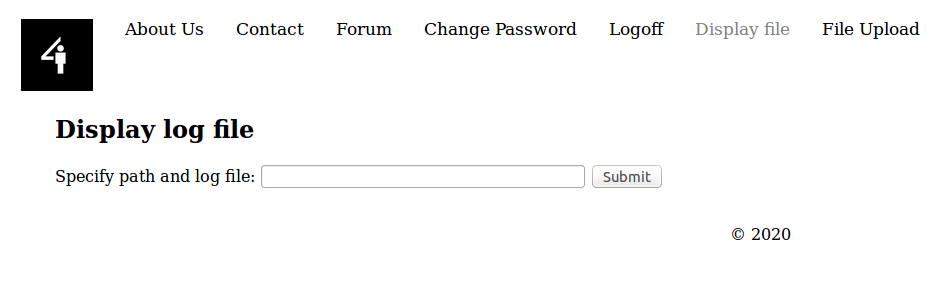 About Us Contact Forum Change Password Logoff Display file File Upload
Display log file
Specify path and log file: Submit
© 2020